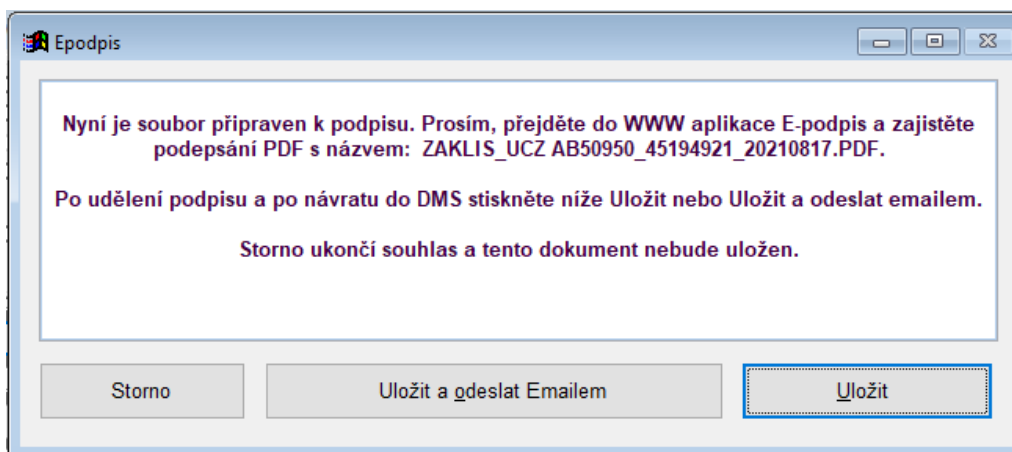 Epodpis
Nyní je soubor připraven k podpisu. Prosím, přejděte do WWW aplikace E-podpis a zajistěte
podepsání PDF s názvem:  ZAKLIS_UCZ AB50950_45194921_20210817.PDF.
Po udělení podpisu a po návratu do DMS stiskněte níže Uložit nebo Uložit a odeslat emailem.
Storno ukončí souhlas a tento dokument nebude uložen.
Storno
Uložit a odeslat Emailem
Uložit